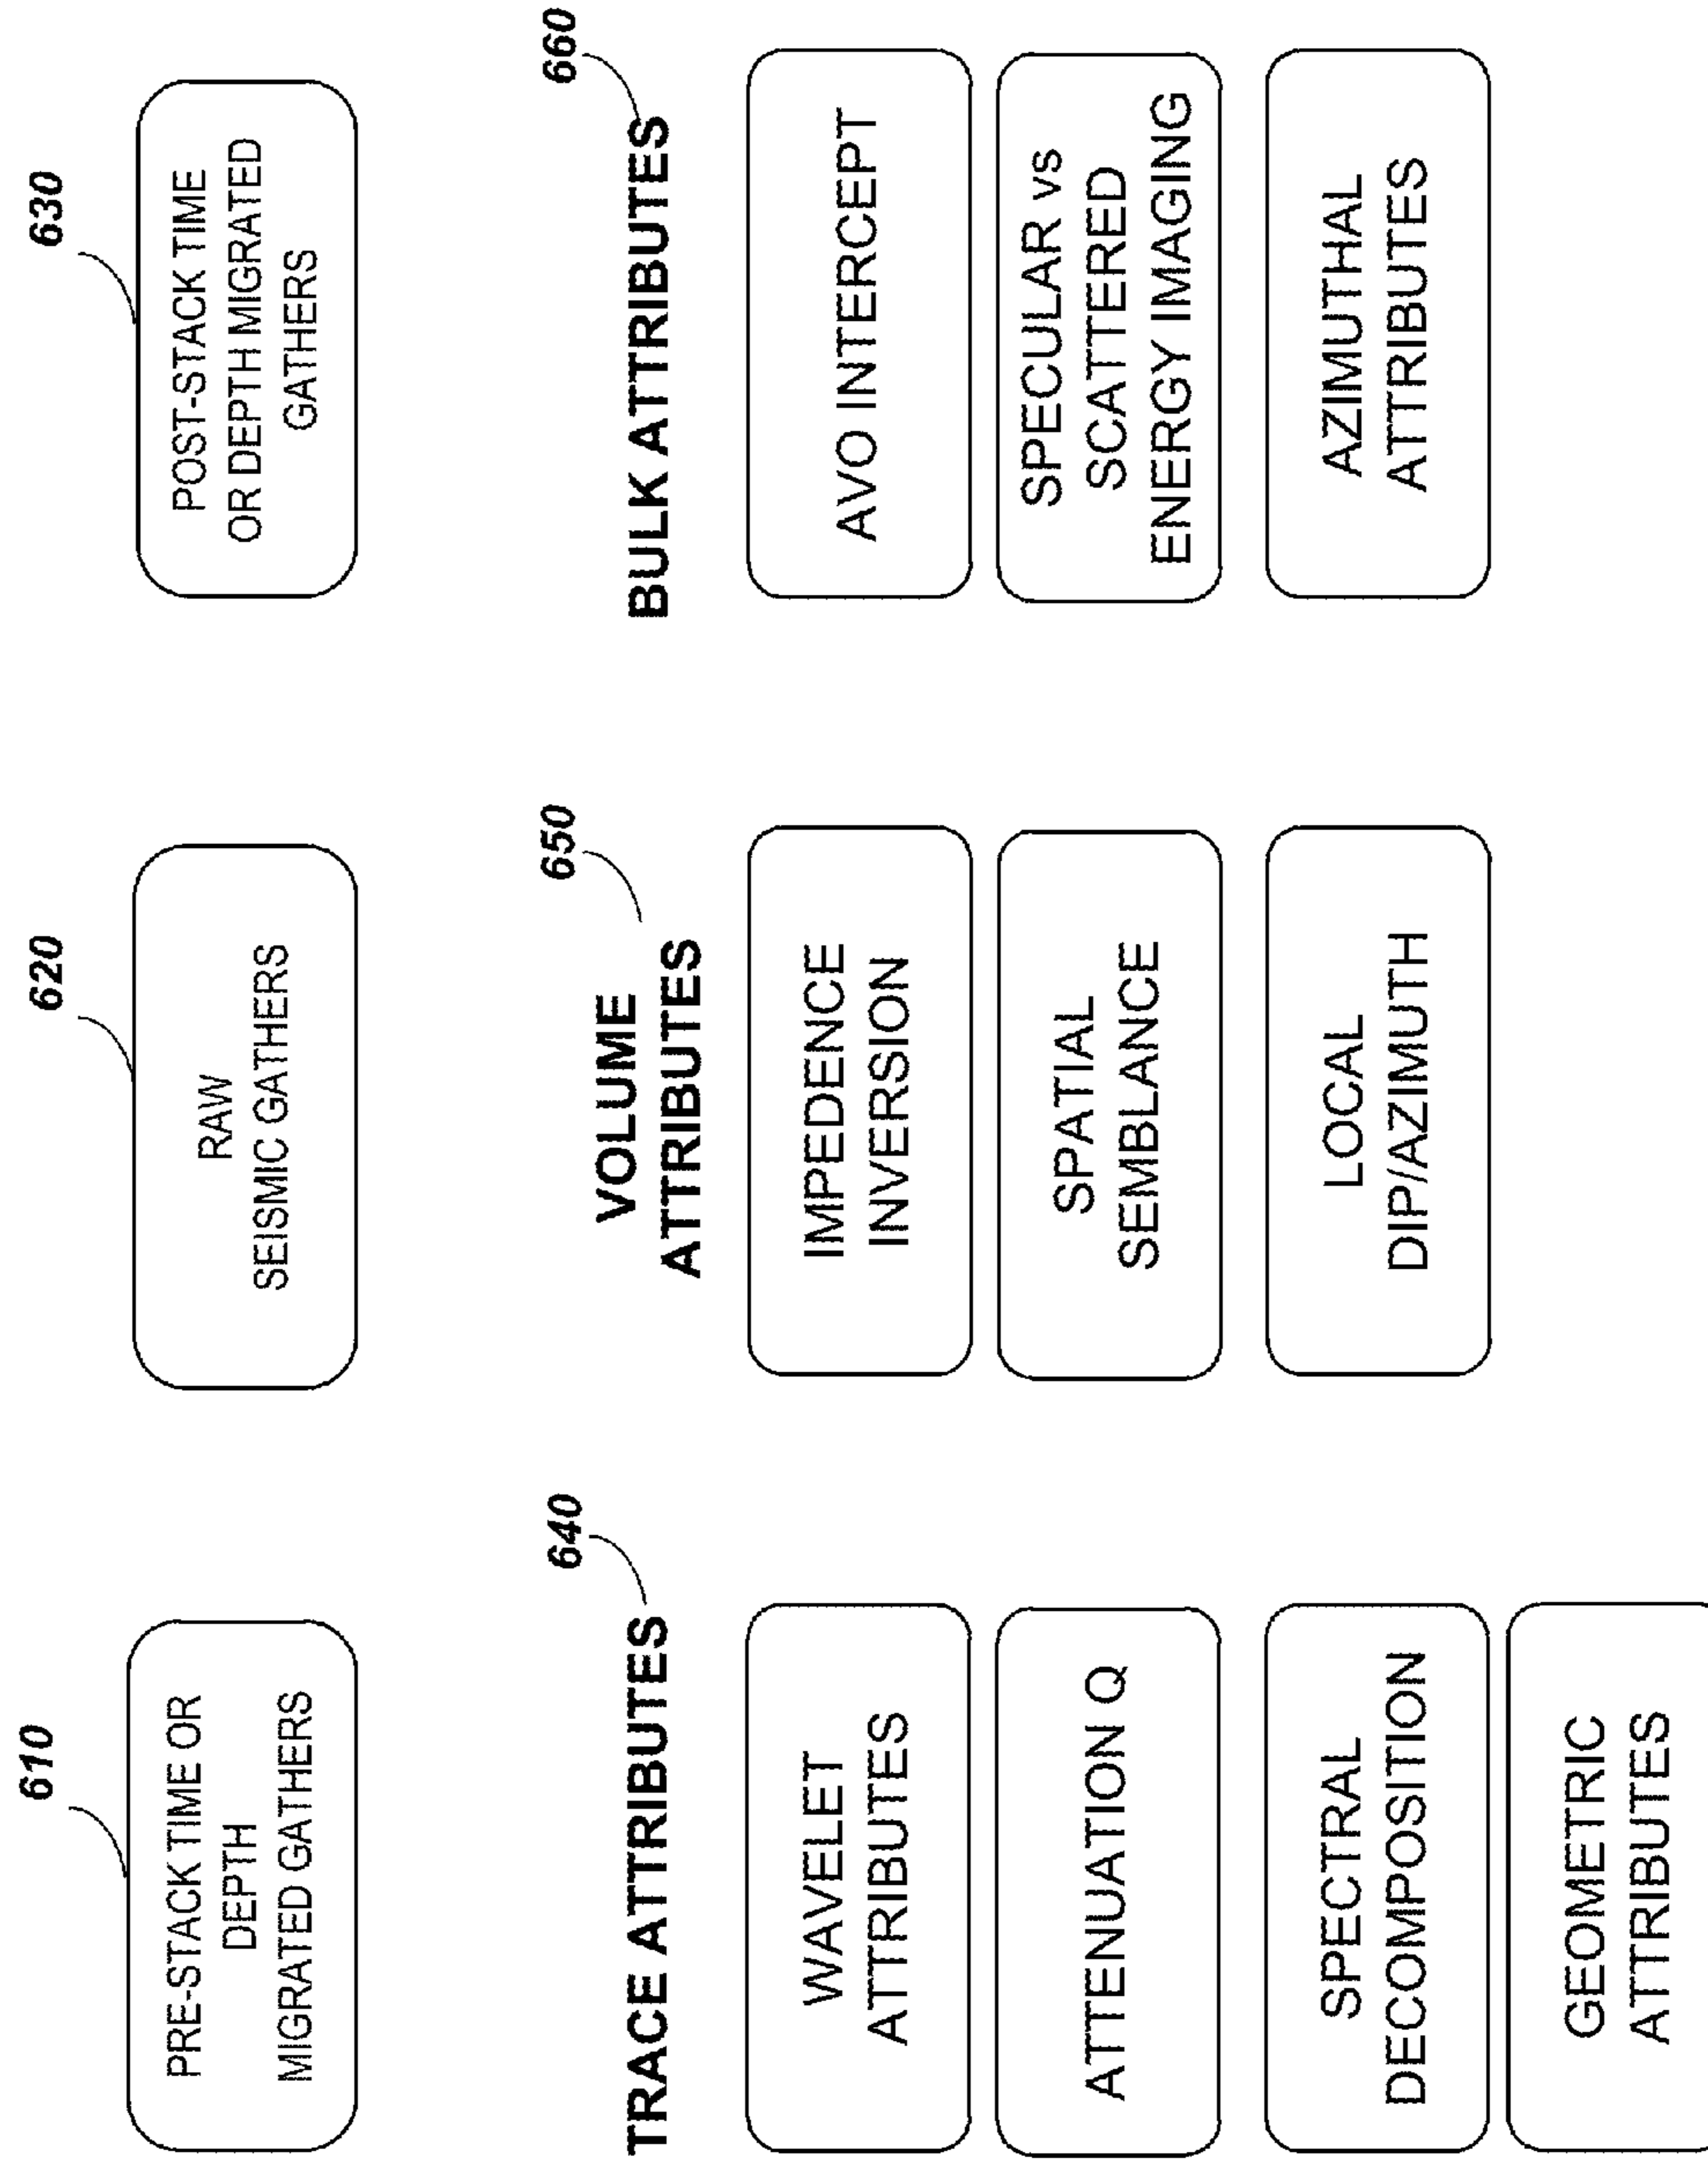 610
PRE-STACK TIME OR
DEPTH
MIGRATED GATHERS
620
RAW
SEISMIC GATHERS
630
POST-STACK TIME
OR DEPTH MIGRATED
GATHERS
640
TRACE ATTRIBUTES
WAVELET
ATTRIBUTES
ATTENUATION Q
SPECTRAL
DECOMPOSITION
GEOMETRIC
ATTRIBUTES
650
VOLUME
ATTRIBUTES
IMPEDENCE
INVERSION
SPATIAL
SEMBLANCE
LOCAL
DIP/AZIMUTH
660
BULK ATTRIBUTES
AVO INTERCEPT
SPECULAR vs
SCATTERED
ENERGY IMAGING
AZIMUTHAL
ATTRIBUTES